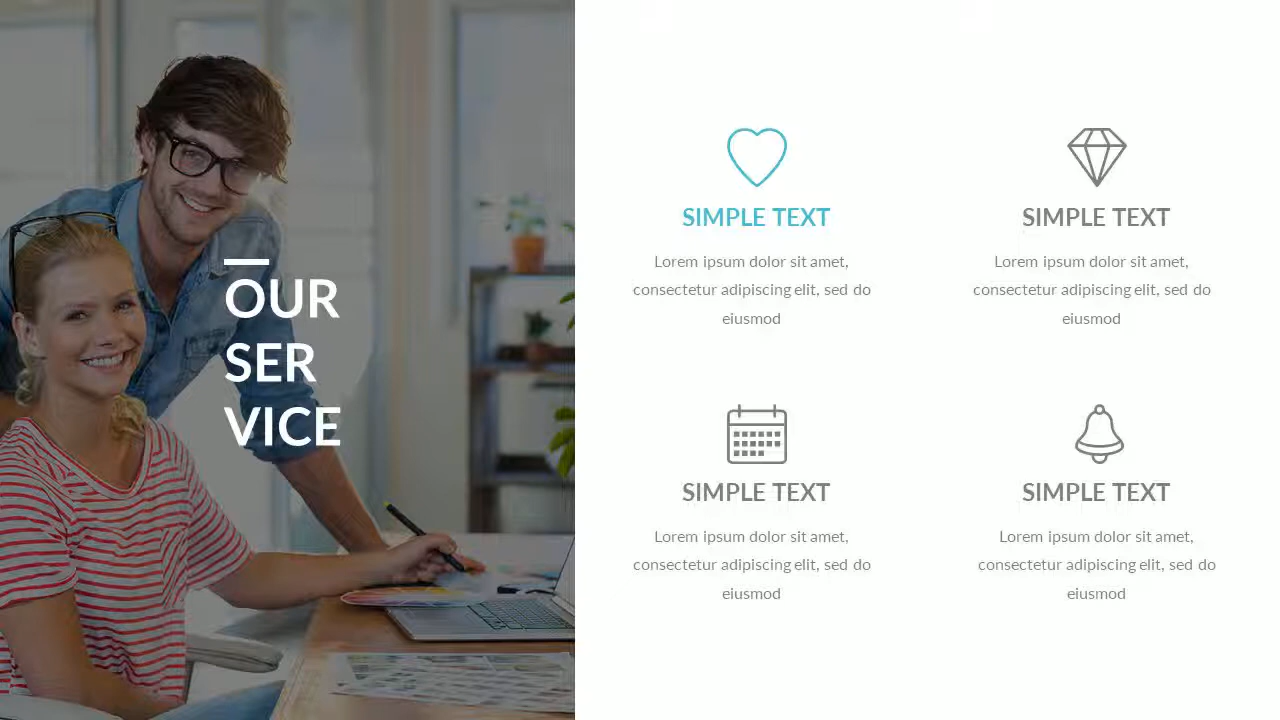 OUR
SER
VICE
SIMPLE TEXT
Lorem ipsum dolor sit amet,
consectetur adipiscing elit, sed do
eiusmod
SIMPLE TEXT
Lorem ipsum dolor sit amet,
consectetur adipiscing elit, sed do
eiusmod
SIMPLE TEXT
Lorem ipsum dolor sit amet,
consectetur adipiscing elit, sed do
eiusmod
SIMPLE TEXT
Lorem ipsum dolor sit amet,
consectetur adipiscing elit, sed do
eiusmod